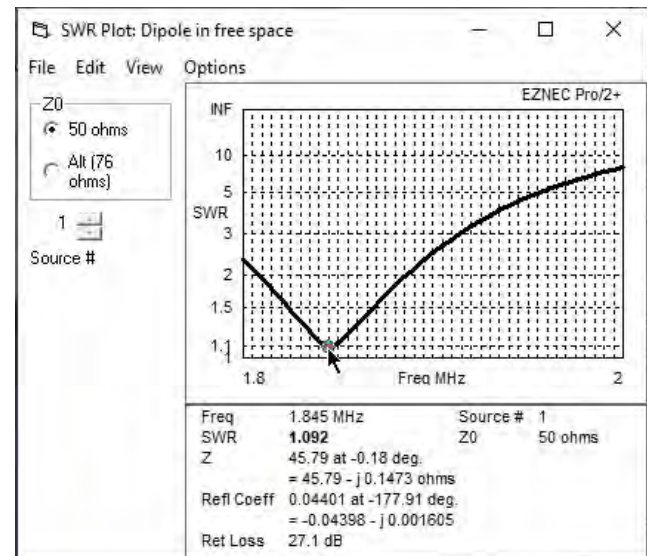 SWR Plot: Dipole in free space
File Edit View Options
Z0
50 ohms
Alt (76
ohms)
1
Source #
EZNEC Pro/2+
INF
10
5
SWR
3
2
1.5
1.1
1
1.8 Freq MHz 2
Freq 1.845 MHz Source # 1
SWR 1.092 Z0 50 ohms
Z 45.79 at -0.18 deg.
= 45.79 - j 0.1473 ohms
Refl Coeff 0.04401 at -177.91 deg.
= -0.04398 - j 0.001605
Ret Loss 27.1 dB